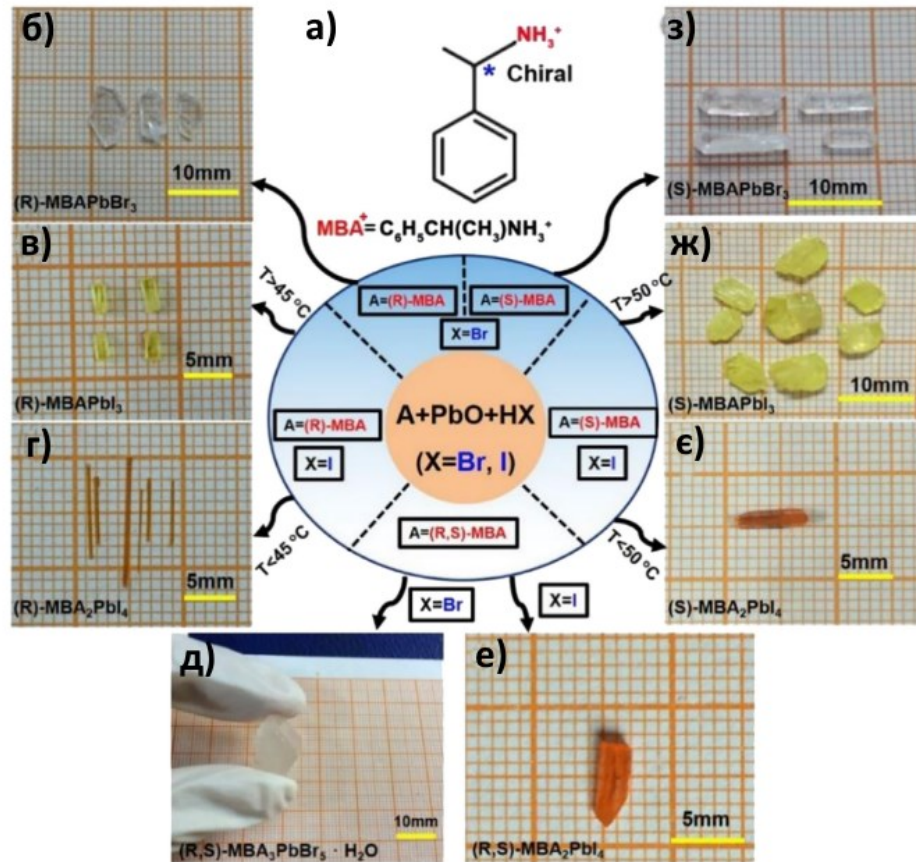 б)
(R)-MBAPbBr₃
10mm
а)
NH₃⁺
* Chiral
MBA⁺=C₆H₅CH(CH₃)NH₃⁺
з)
(S)-MBAPbBr₃
10mm
в)
(R)-MBAPbI₃
5mm
T>45 °C
A=(R)-MBA
A=(S)-MBA
X=Br
T>50 °C
ж)
(S)-MBAPbI₃
10mm
A+PbO+HX
(X=Br, I)
A=(R)-MBA
X=I
A=(S)-MBA
X=I
A=(R,S)-MBA
г)
(R)-MBA₂PbI₄
5mm
T<45 °C
T<50 °C
є)
(S)-MBA₂PbI₄
5mm
X=Br
X=I
д)
(R,S)-MBA₃PbBr₅ · H₂O
10mm
е)
(R,S)-MBA₂PbI₄
5mm